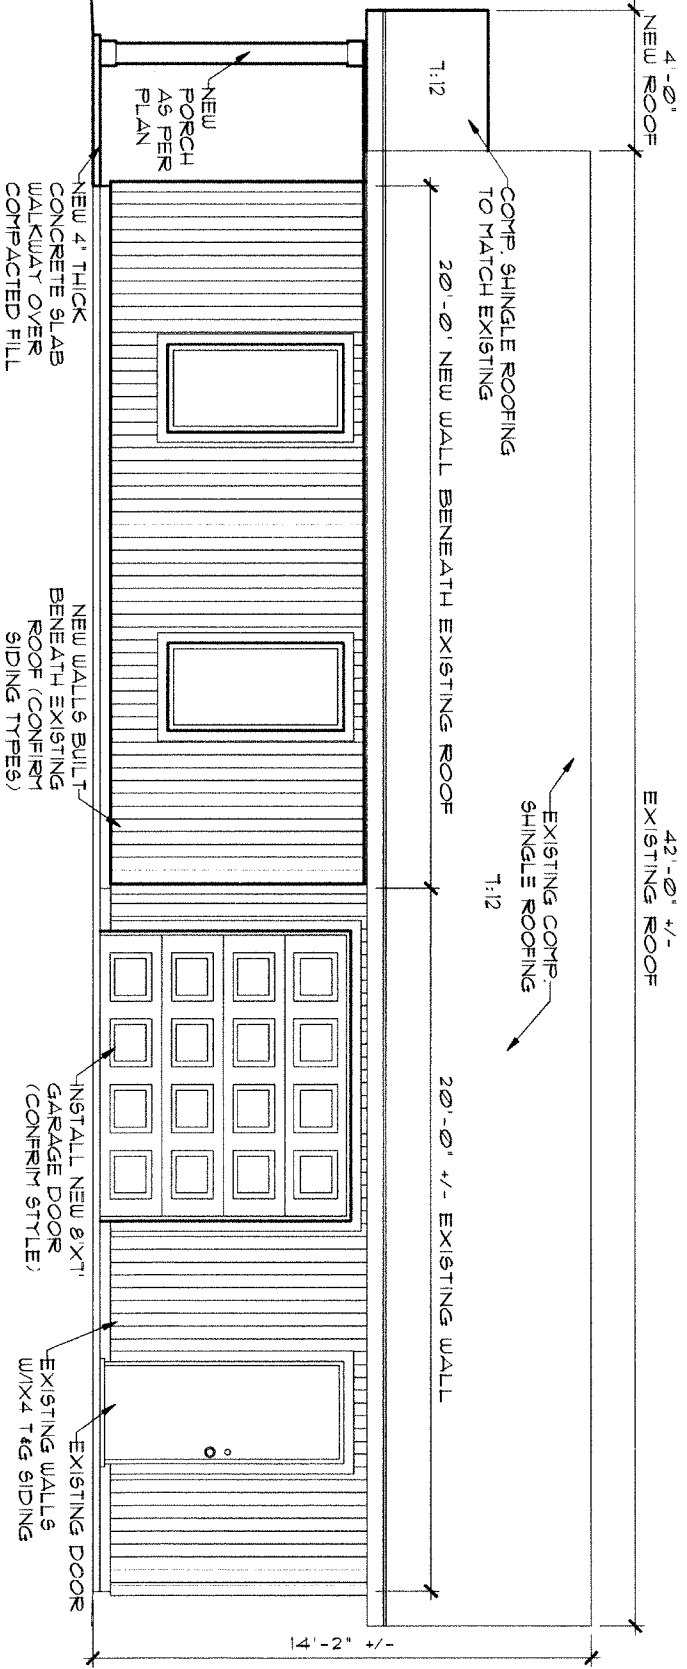 4'-0"
NEW ROOF
42'-0" +/-
EXISTING ROOF
7:12
COMP. SHINGLE ROOFING
TO MATCH EXISTING
EXISTING COMP.
SHINGLE ROOFING
7:12
20'-0' NEW WALL BENEATH EXISTING ROOF
20'-0" +/- EXISTING WALL
14'-2" +/-
NEW
PORCH
AS PER
PLAN
NEW 4" THICK
CONCRETE SLAB
WALKWAY OVER
COMPACTED FILL
NEW WALLS BUILT
BENEATH EXISTING
ROOF (CONFIRM
SIDING TYPES)
INSTALL NEW 8'X7'
GARAGE DOOR
(CONFRIM STYLE)
EXISTING DOOR
EXISTING WALLS
W/1X4 T&G SIDING